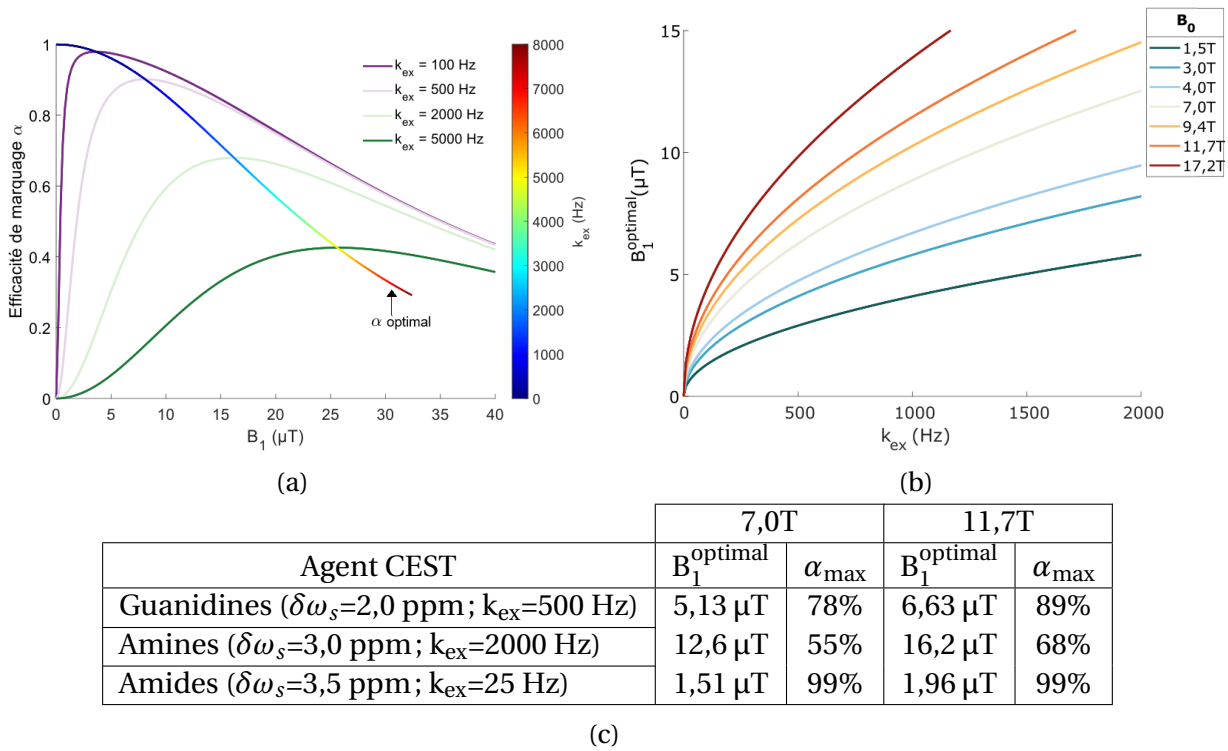 Efficacité de marquage α
1
0.8
0.6
0.4
0.2
0
0
5
10
15
20
25
30
35
40
B1 (µT)
kex = 100 Hz
kex = 500 Hz
kex = 2000 Hz
kex = 5000 Hz
α optimal
8000
7000
6000
5000
4000
3000
2000
1000
0
kex (Hz)
(a)
B1optimal(µT)
15
10
5
0
0
500
1000
1500
2000
kex (Hz)
B0
1,5T
3,0T
4,0T
7,0T
9,4T
11,7T
17,2T
(b)
7,0T 11,7T
Agent CEST B1optimal αmax B1optimal αmax
Guanidines (δωs=2,0 ppm ; kex=500 Hz) 5,13 µT 78% 6,63 µT 89%
Amines (δωs=3,0 ppm ; kex=2000 Hz) 12,6 µT 55% 16,2 µT 68%
Amides (δωs=3,5 ppm ; kex=25 Hz) 1,51 µT 99% 1,96 µT 99%
(c)